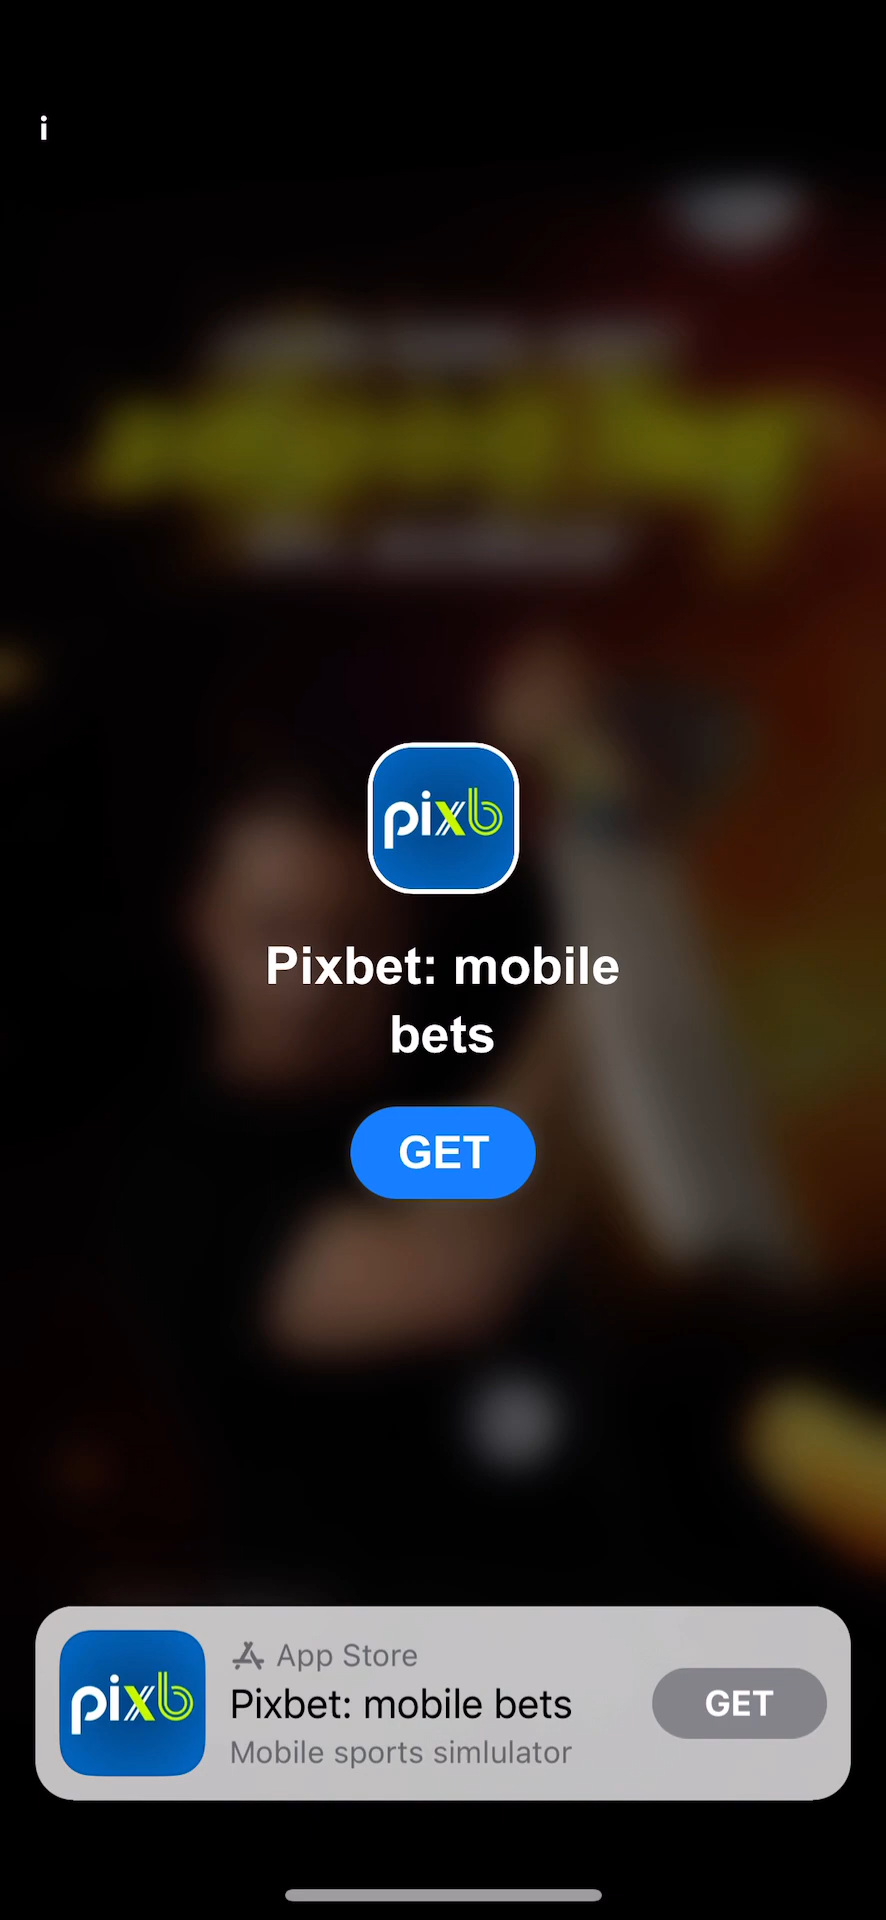 i
pixb
Pixbet: mobile
bets
GET
pixb
App Store
Pixbet: mobile bets
GET
Mobile sports simlulator